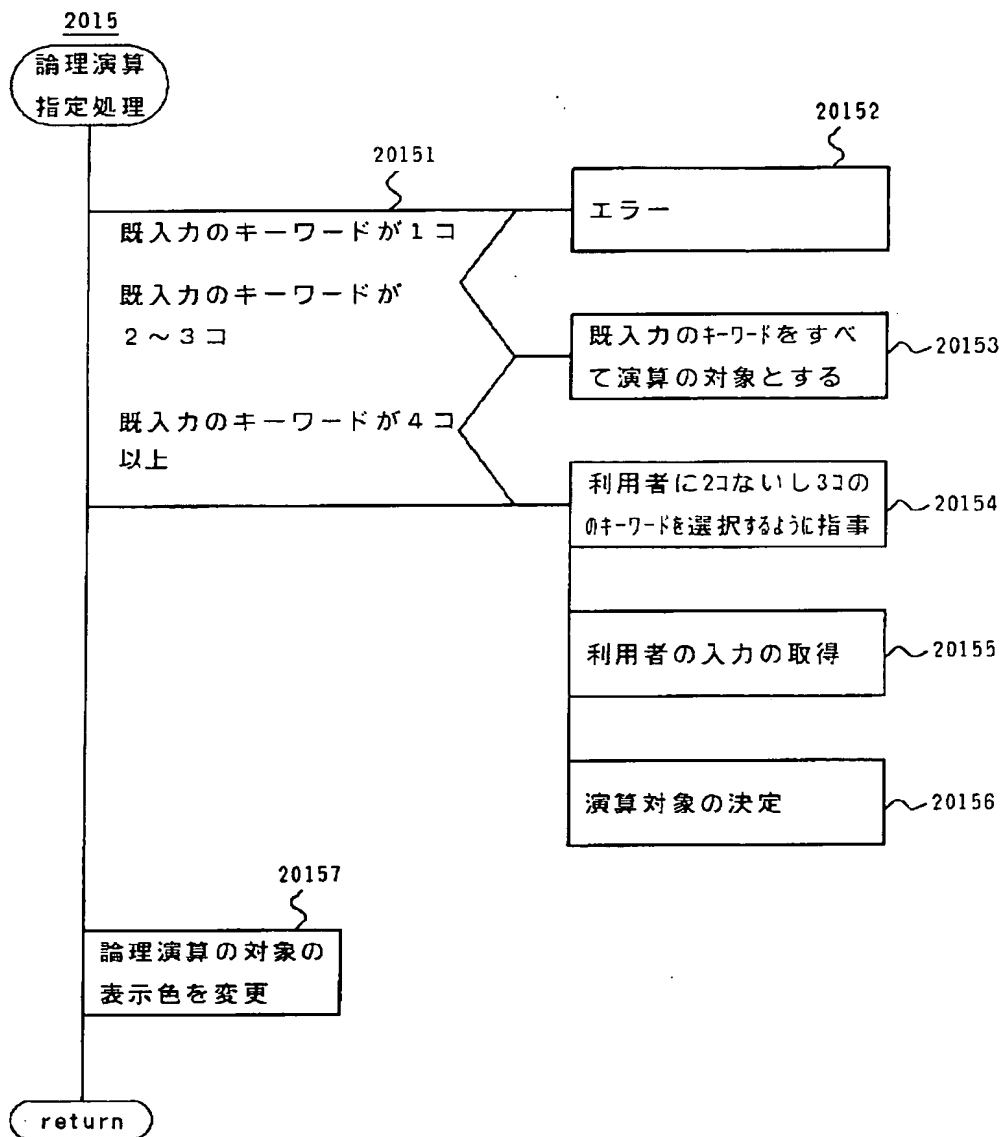 2015
論理演算
指定処理
20151
20152
エラー
既入力のキーワードが1コ
既入力のキーワードが
2～3コ
既入力のキーワードをすべ
て演算の対象とする
20153
既入力のキーワードが4コ
以上
利用者に2コないし3コの
のキーワードを選択するように指事
20154
利用者の入力の取得
20155
演算対象の決定
20156
20157
論理演算の対象の
表示色を変更
return